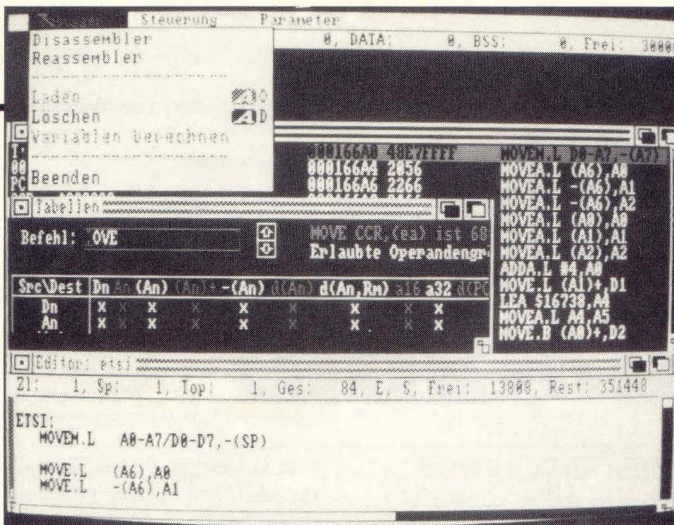 Steuerung Parameter
0, DATA: 0, BSS: 0, Frei:
Disassembler
Reassembler
Laden
Löschen D
Variablen berechnen
Beenden
000166A0 48E7FFFF MOVEM.L D0-A7,-(A7)
000166A4 2056 MOVEA.L (A6),A0
000166A6 2266 MOVEA.L -(A6),A1
MOVEA.L -(A6),A2
MOVEA.L (A0),A0
MOVEA.L (A1),A1
MOVEA.L (A2),A2
ADDA.L #4,A0
MOVE.L (A1)+,D1
LEA $16738,A4
MOVEA.L A4,A5
MOVE.B (A0)+,D2
Tabellen
Befehl: OVE
MOVE CCR,(ea) ist 68
Erlaubte Operandengr
Src\Dest Dn An (An) (An)+ -(An) d(An) d(An,Rm) a16 a32 d(PC
Dn X X X X X X
An X X X X X X
Editor: etsi
Zl: 1, Sp: 1, Top: 1, Ges: 84, E, S, Frei: 13808, Rest: 351448
ETSI:
MOVEM.L A0-A7/D0-D7,-(SP)
MOVE.L (A6),A0
MOVE.L -(A6),A1